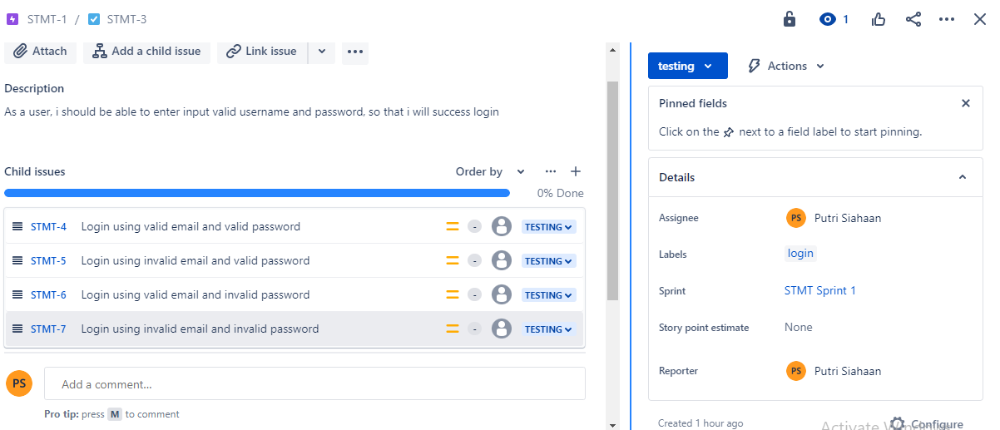 STMT-1 / STMT-3
1
Attach Add a child issue Link issue
Description
As a user, i should be able to enter input valid username and password, so that i will success login
Child issues Order by
0% Done
STMT-4 Login using valid email and valid password - TESTING
STMT-5 Login using invalid email and valid password - TESTING
STMT-6 Login using valid email and invalid password - TESTING
STMT-7 Login using invalid email and invalid password - TESTING
PS Add a comment...
Pro tip: press M to comment
testing Actions
Pinned fields
Click on the next to a field label to start pinning.
Details
Assignee PS Putri Siahaan
Labels login
Sprint STMT Sprint 1
Story point estimate None
Reporter PS Putri Siahaan
Created 1 hour ago Configure
Activate Windows